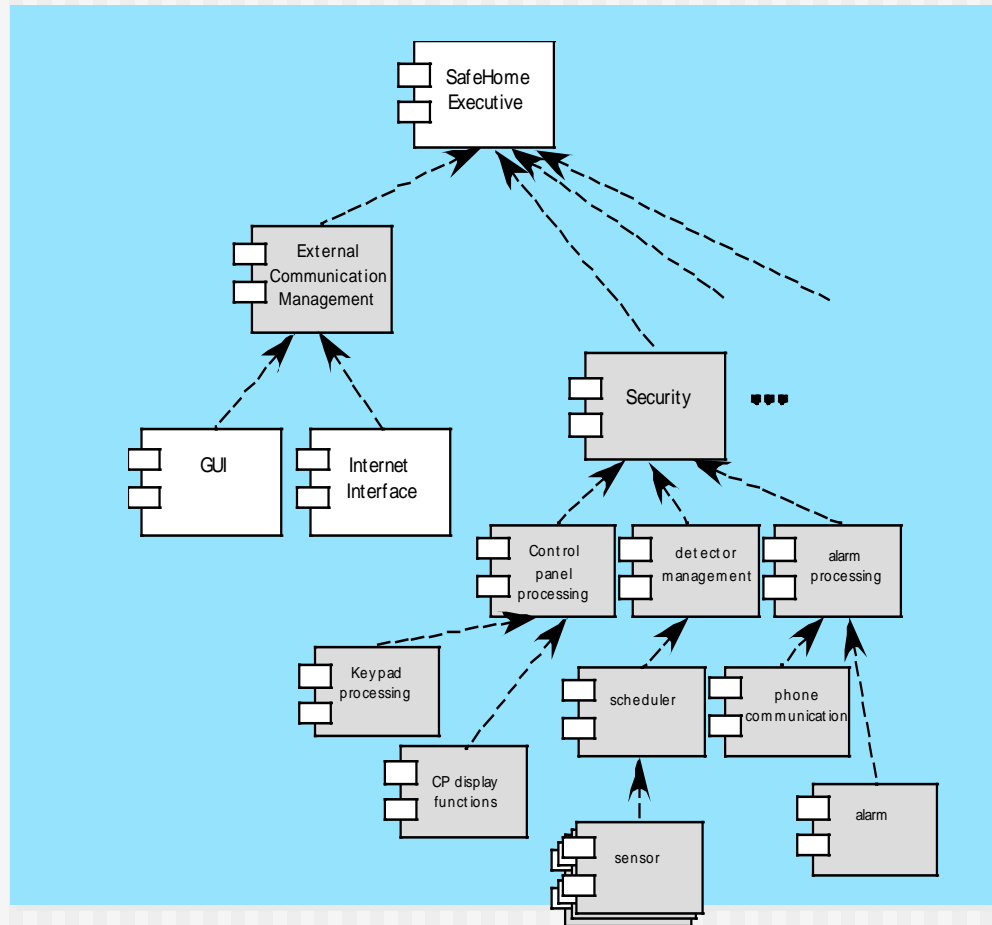 SafeHome
Executive
External
Communication
Management
Security
GUI
Internet
Interface
Control
panel
processing
detector
management
alarm
processing
Keypad
processing
scheduler
phone
communication
CP display
functions
alarm
sensor